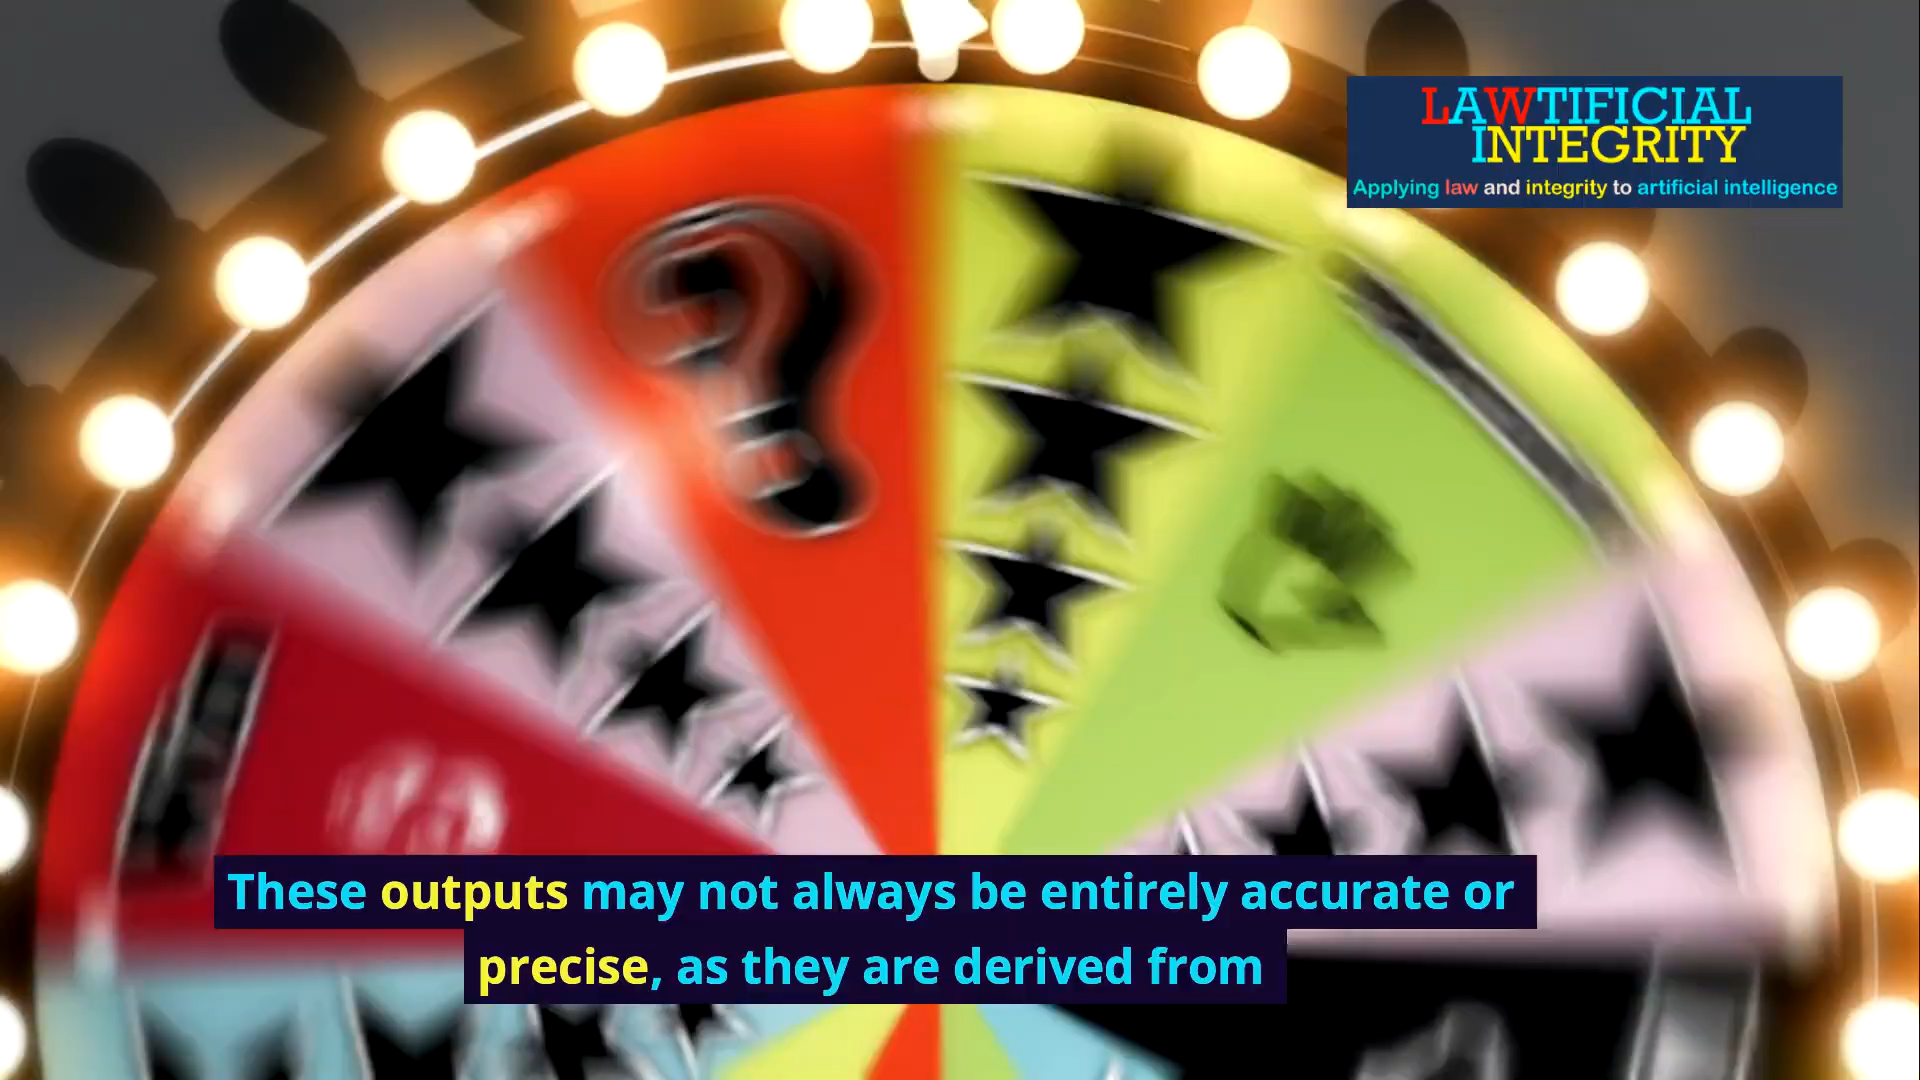 LAWTIFICIAL
INTEGRITY
Applying law and integrity to artificial intelligence
These outputs may not always be entirely accurate or
precise, as they are derived from